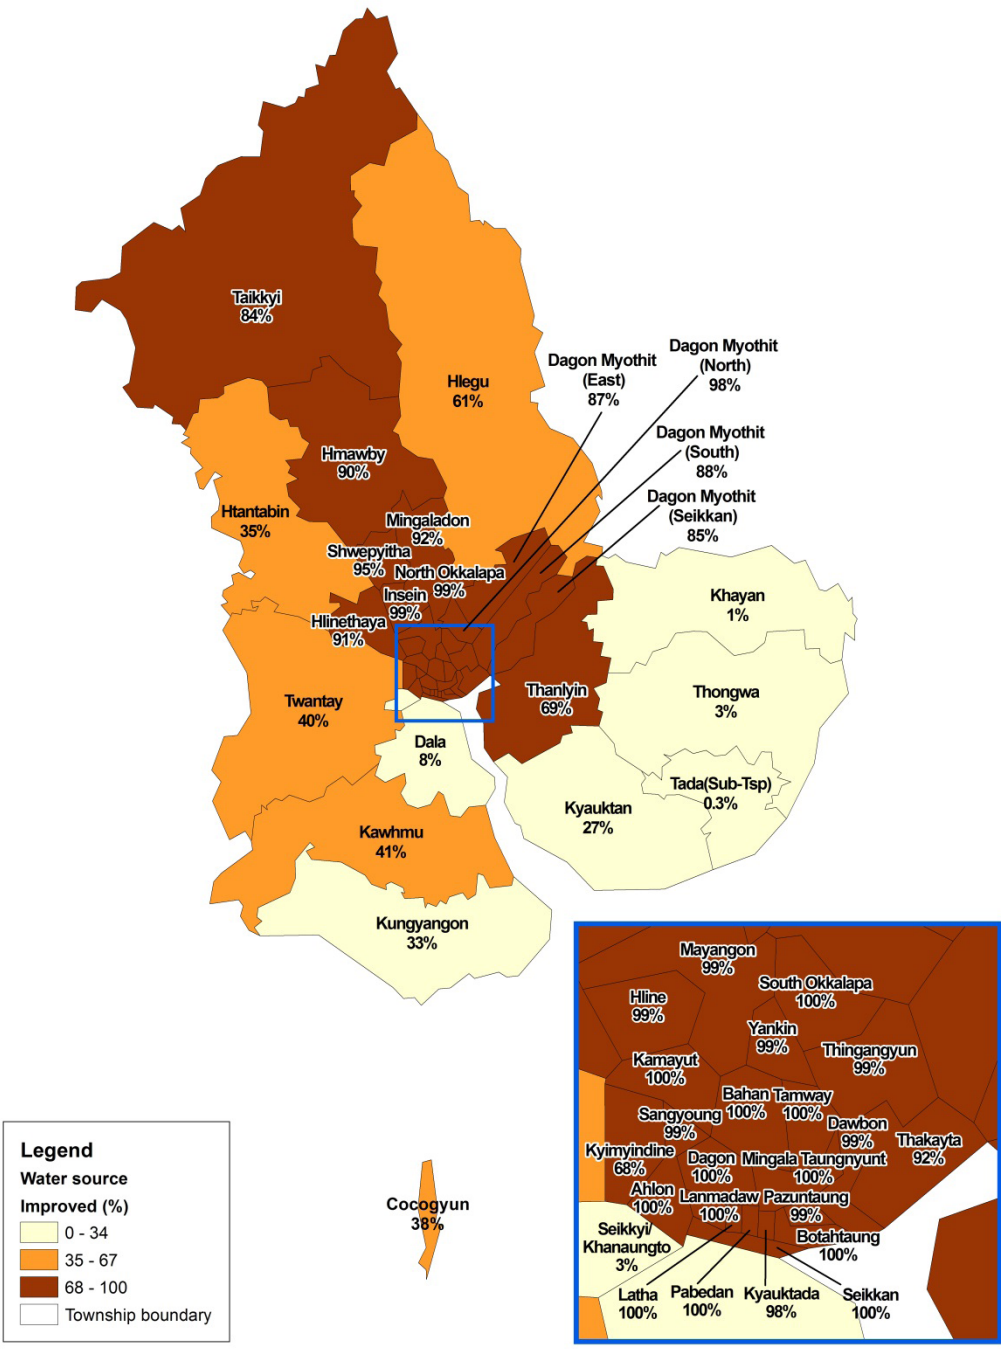 Taikkyi
84%
Hlegu
61%
Dagon Myothit
(East)
87%
Dagon Myothit
(North)
98%
Dagon Myothit
(South)
88%
Dagon Myothit
(Seikkan)
85%
Hmawby
90%
Htantabin
35%
Mingaladon
92%
Shwepyitha
95%
North Okkalapa
99%
Insein
99%
Hlinethaya
91%
Khayan
1%
Thongwa
3%
Thanlyin
69%
Twantay
40%
Dala
8%
Tada(Sub-Tsp)
0.3%
Kyauktan
27%
Kawhmu
41%
Kungyangon
33%
Cocogyun
38%
Mayangon
99%
South Okkalapa
100%
Hline
99%
Yankin
99%
Thingangyun
99%
Kamayut
100%
Bahan
100%
Tamway
100%
Sangyoung
99%
Dawbon
99%
Thakayta
92%
Kyimyindine
68%
Dagon
100%
Mingala Taungnyunt
100%
Ahlon
100%
Lanmadaw
100%
Pazuntaung
99%
Botahtaung
100%
Seikkyi/
Khanaungto
3%
Latha
100%
Pabedan
100%
Kyauktada
98%
Seikkan
100%
Legend
Water source
Improved (%)
0 - 34
35 - 67
68 - 100
Township boundary